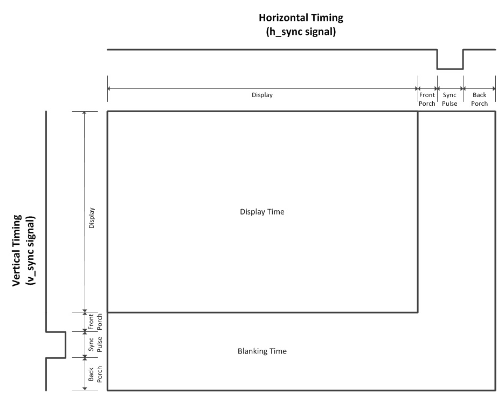 Horizontal Timing
(h_sync signal)
Display
Front
Porch
Sync
Pulse
Back
Porch
Vertical Timing
(v_sync signal)
Display
Display Time
Front
Porch
Sync
Pulse
Back
Porch
Blanking Time